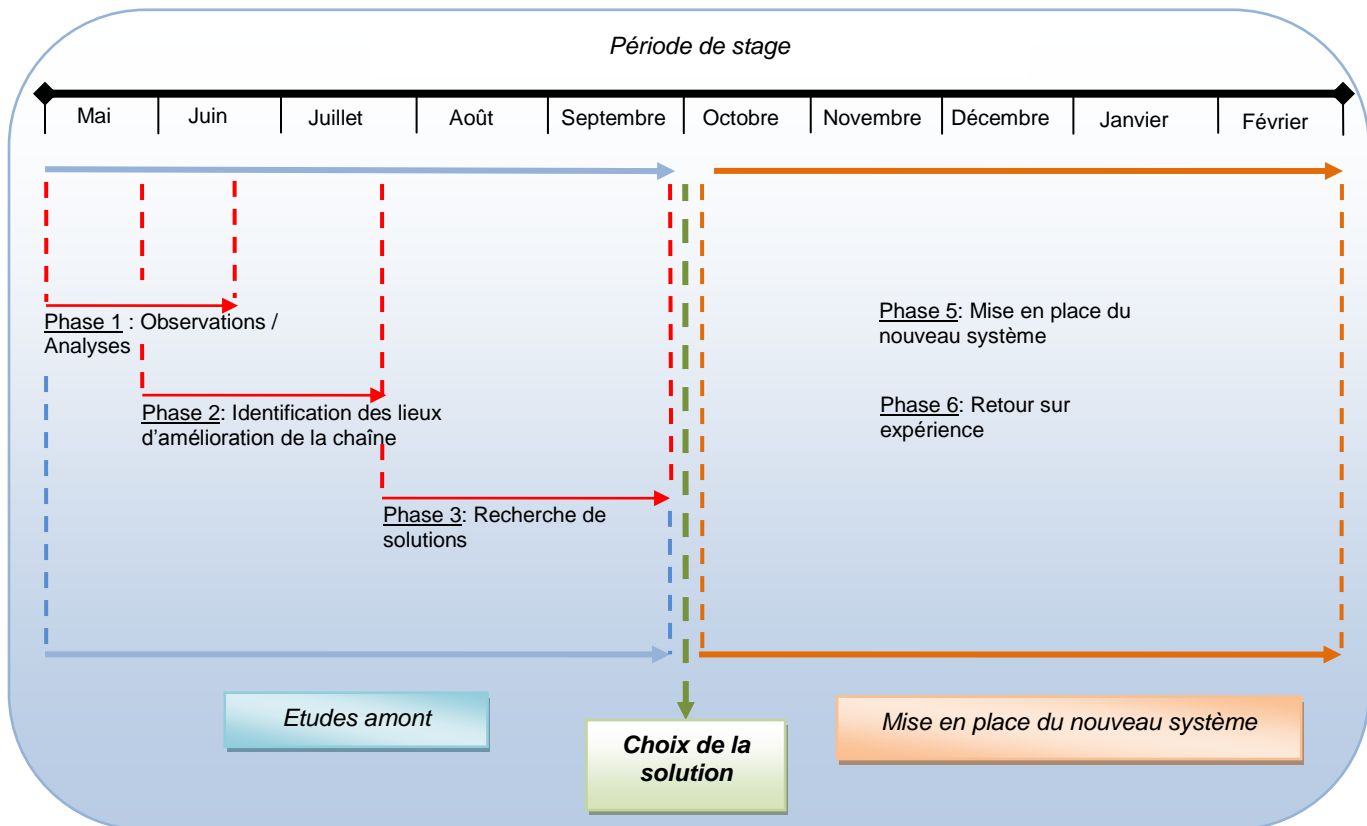 Période de stage
Mai Juin Juillet Août Septembre Octobre Novembre Décembre Janvier Février
Phase 1 : Observations /
Analyses
Phase 2: Identification des lieux
d'amélioration de la chaîne
Phase 3: Recherche de
solutions
Phase 5: Mise en place du
nouveau système
Phase 6: Retour sur
expérience
Etudes amont
Choix de la
solution
Mise en place du nouveau système